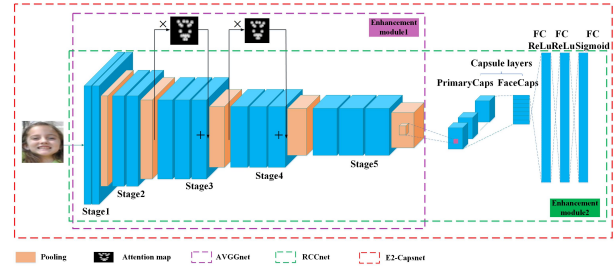 Enhancement
module1
FC FC FC
ReLu ReLu Sigmoid
Capsule layers
PrimaryCaps FaceCaps
× ×
+ +
Stage1
Stage2
Stage3
Stage4
Stage5
Enhancement
module2
Pooling Attention map AVGGnet RCCnet E2-Capsnet